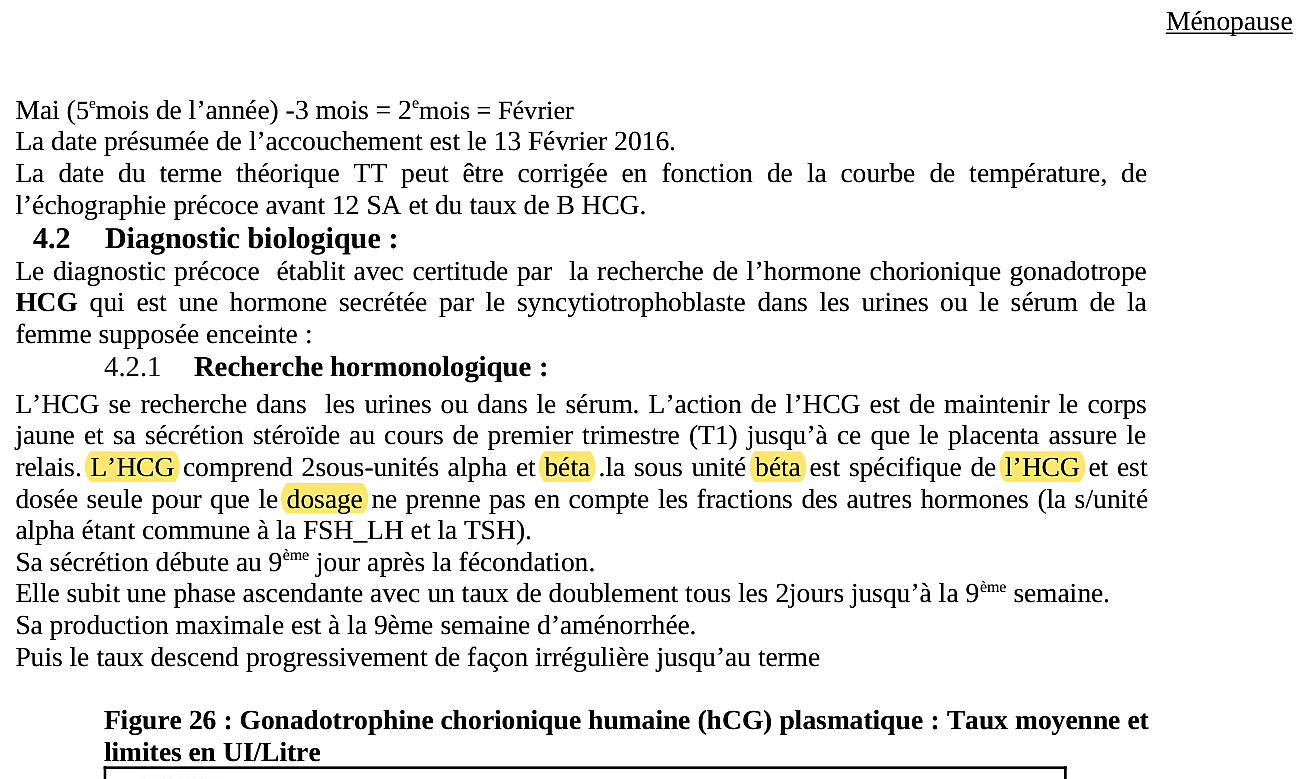 Ménopause
Mai (5emois de l’année) -3 mois = 2emois = Février
La date présumée de l’accouchement est le 13 Février 2016.
La date du terme théorique TT peut être corrigée en fonction de la courbe de température, de
l’échographie précoce avant 12 SA et du taux de B HCG.
4.2 Diagnostic biologique :
Le diagnostic précoce établit avec certitude par la recherche de l’hormone chorionique gonadotrope
HCG qui est une hormone secrétée par le syncytiotrophoblaste dans les urines ou le sérum de la
femme supposée enceinte :
4.2.1 Recherche hormonologique :
L’HCG se recherche dans les urines ou dans le sérum. L’action de l’HCG est de maintenir le corps
jaune et sa sécrétion stéroïde au cours de premier trimestre (T1) jusqu’à ce que le placenta assure le
relais. L’HCG comprend 2sous-unités alpha et béta .la sous unité béta est spécifique de l’HCG et est
dosée seule pour que le dosage ne prenne pas en compte les fractions des autres hormones (la s/unité
alpha étant commune à la FSH_LH et la TSH).
Sa sécrétion débute au 9ème jour après la fécondation.
Elle subit une phase ascendante avec un taux de doublement tous les 2jours jusqu’à la 9ème semaine.
Sa production maximale est à la 9ème semaine d’aménorrhée.
Puis le taux descend progressivement de façon irrégulière jusqu’au terme
Figure 26 : Gonadotrophine chorionique humaine (hCG) plasmatique : Taux moyenne et
limites en UI/Litre